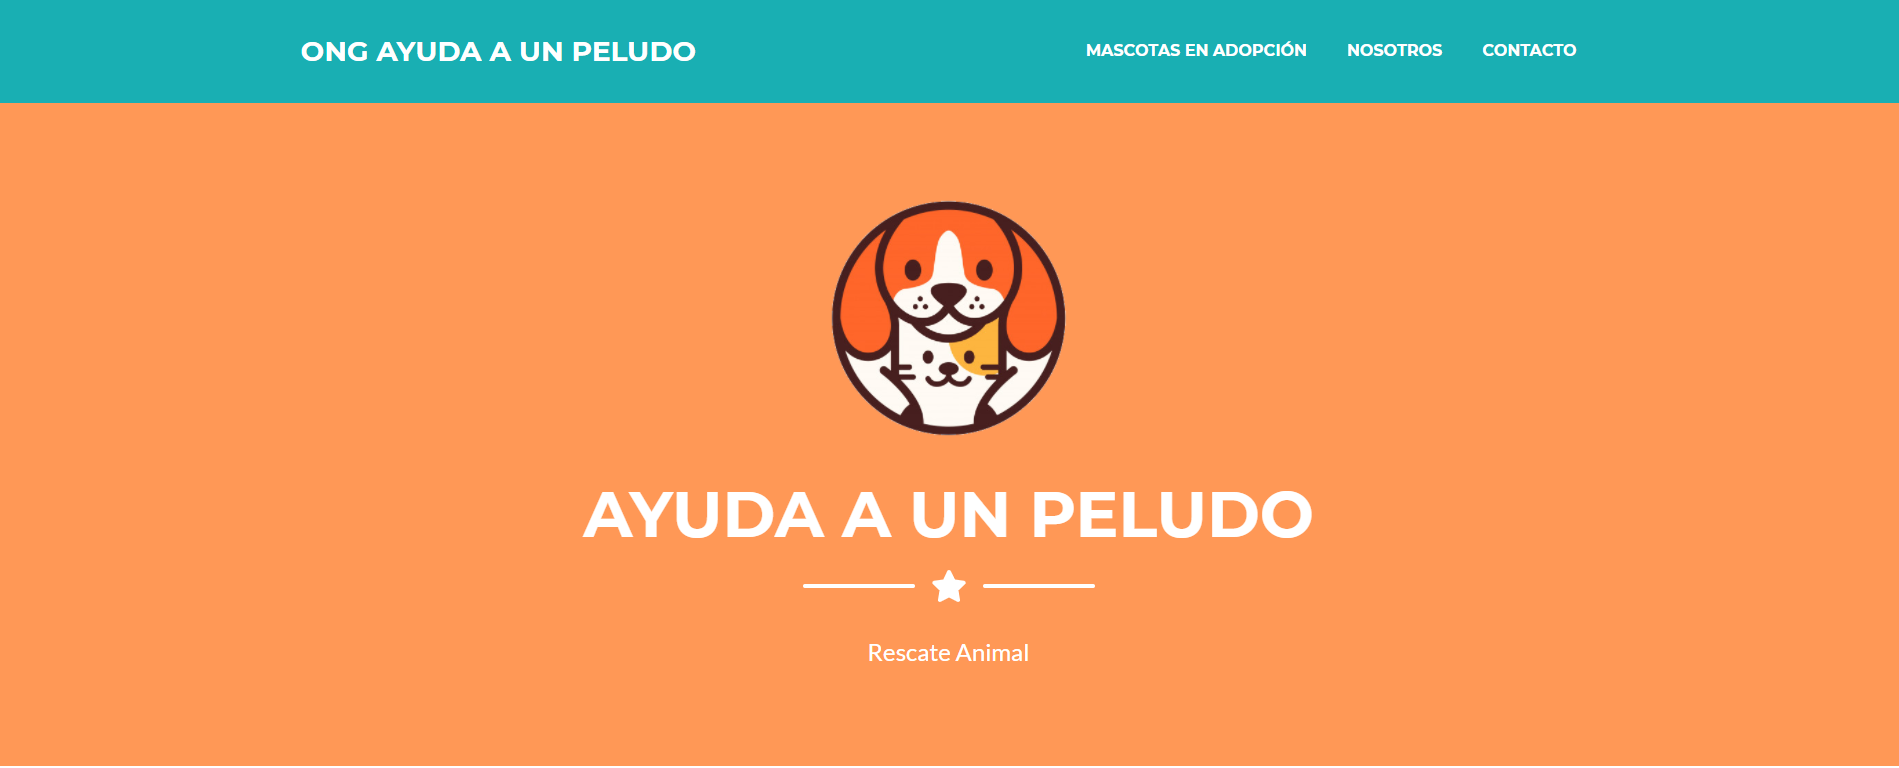 ONG AYUDA A UN PELUDO
MASCOTAS EN ADOPCIÓN
NOSOTROS
CONTACTO
AYUDA A UN PELUDO
Rescate Animal